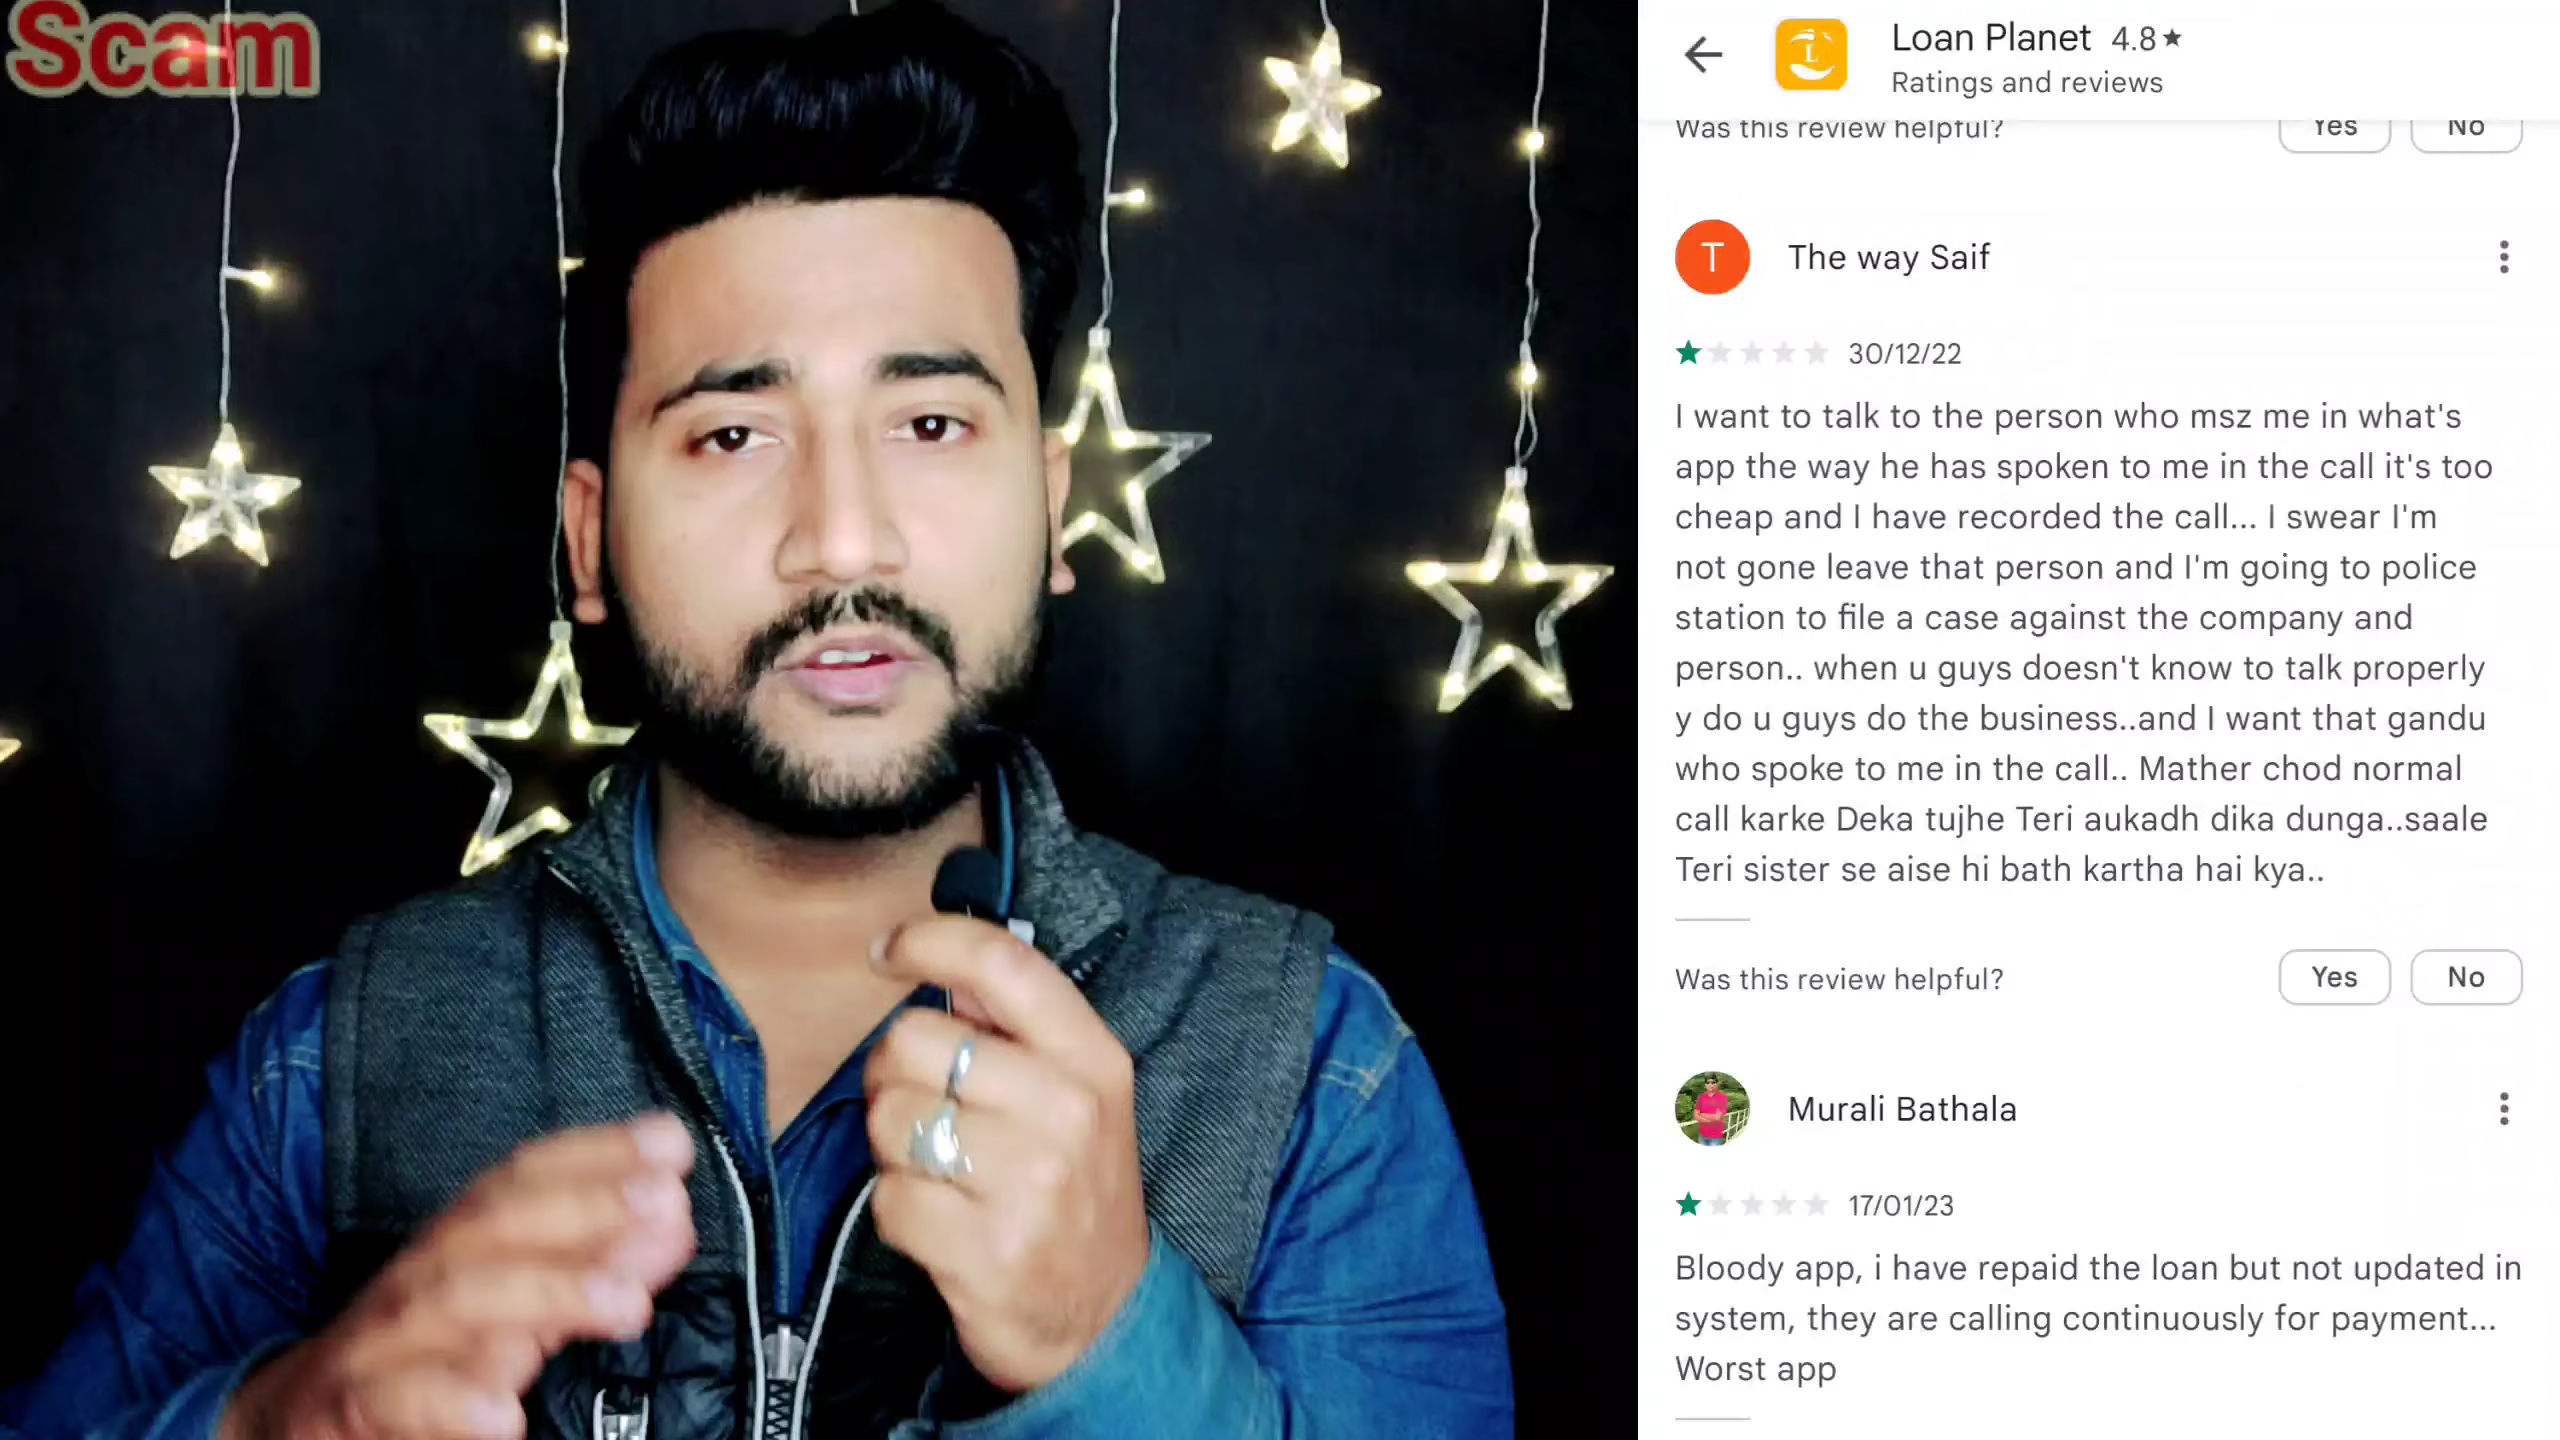 Scam
Loan Planet 4.8★
Ratings and reviews
Was this review helpful? Yes No
T The way Saif
30/12/22
I want to talk to the person who msz me in what's
app the way he has spoken to me in the call it's too
cheap and I have recorded the call... I swear I'm
not gone leave that person and I'm going to police
station to file a case against the company and
person.. when u guys doesn't know to talk properly
y do u guys do the business..and I want that gandu
who spoke to me in the call.. Mather chod normal
call karke Deka tujhe Teri aukadh dika dunga..saale
Teri sister se aise hi bath kartha hai kya..
Was this review helpful? Yes No
Murali Bathala
17/01/23
Bloody app, i have repaid the loan but not updated in
system, they are calling continuously for payment...
Worst app